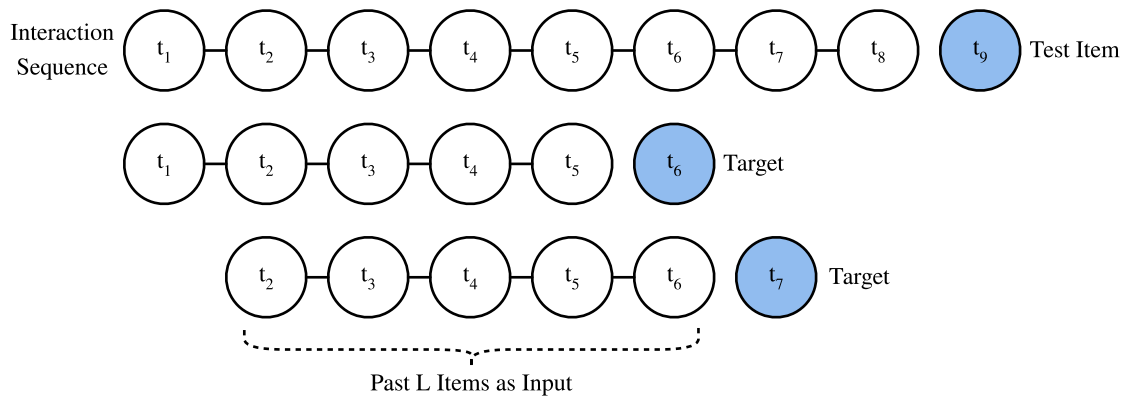 Interaction
Sequence
t1 t2 t3 t4 t5 t6 t7 t8 t9 Test Item
t1 t2 t3 t4 t5 t6 Target
t2 t3 t4 t5 t6 t7 Target
Past L Items as Input